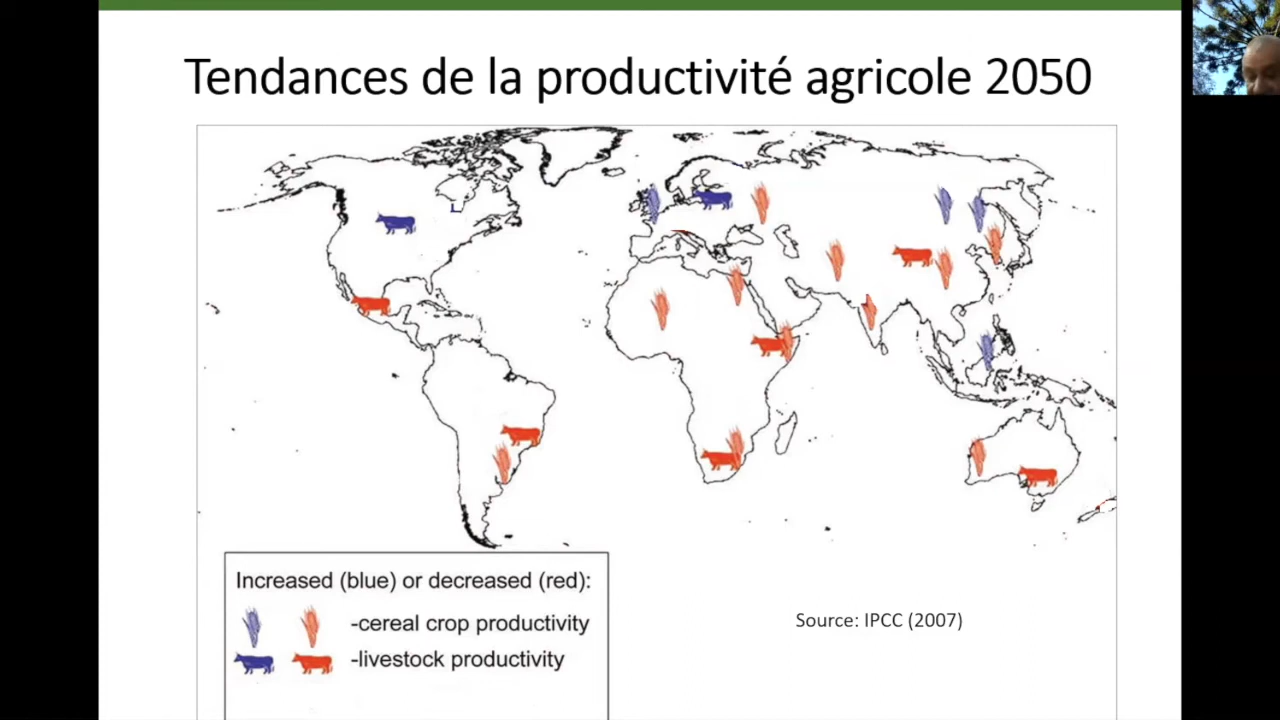 Tendances de la productivité agricole 2050
Increased (blue) or decreased (red):
-cereal crop productivity
-livestock productivity
Source: IPCC (2007)